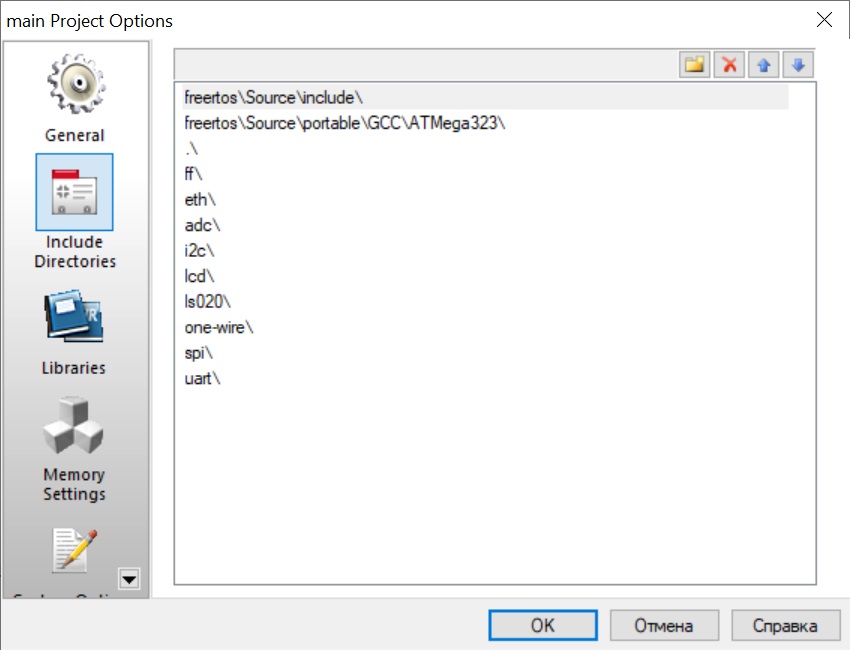 main Project Options
General
Include
Directories
Libraries
Memory
Settings
freertos\Source\include\
freertos\Source\portable\GCC\ATMega323\
.\
ff\
eth\
adc\
i2c\
lcd\
ls020\
one-wire\
spi\
uart\
OK
Отмена
Справка